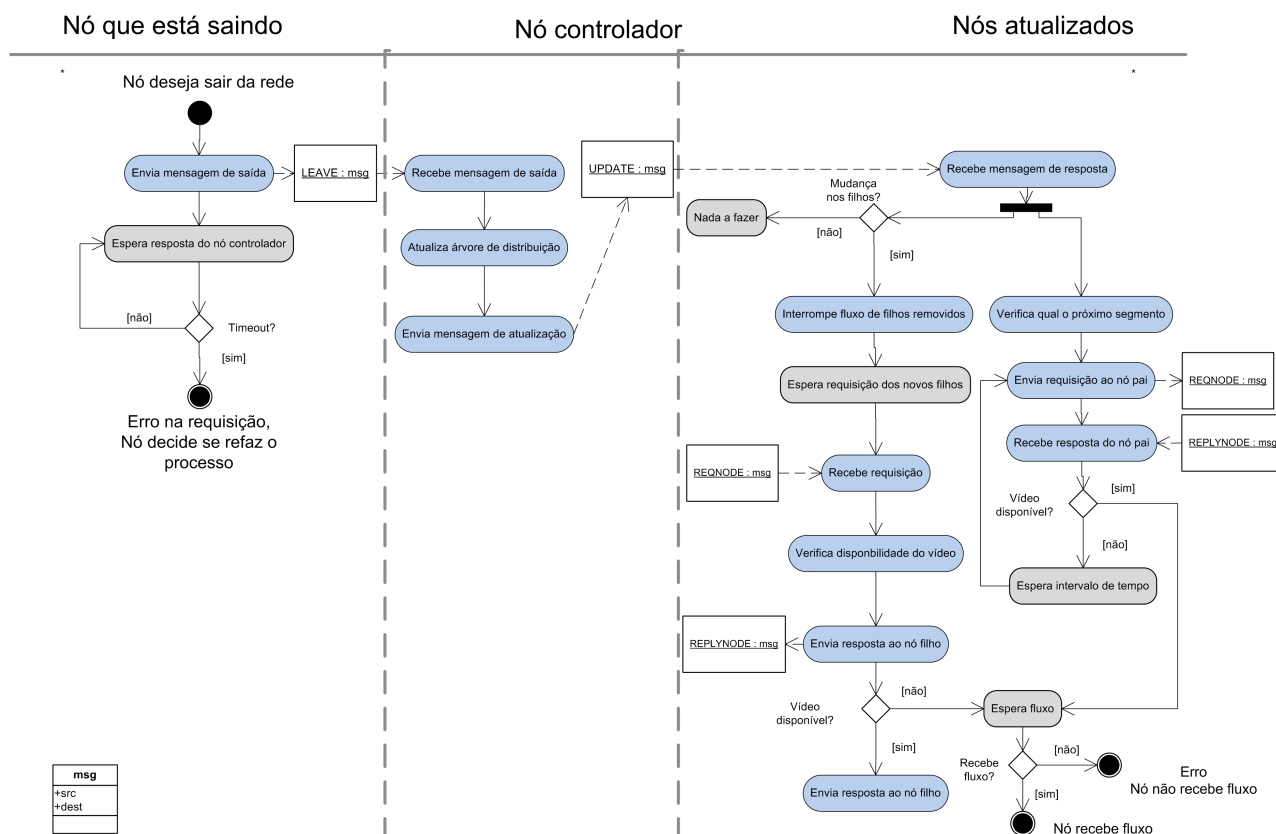 Nó que está saindo
Nó controlador
Nós atualizados
*
*
Nó deseja sair da rede
Envia mensagem de saída
LEAVE : msg
Recebe mensagem de saída
UPDATE : msg
Recebe mensagem de resposta
Mudança
nos filhos?
Nada a fazer
[não]
[sim]
Espera resposta do nó controlador
Atualiza árvore de distribuição
[não]
Timeout?
[sim]
Envia mensagem de atualização
Interrompe fluxo de filhos removidos
Verifica qual o próximo segmento
Espera requisição dos novos filhos
Envia requisição ao nó pai
REQNODE : msg
Erro na requisição,
Nó decide se refaz o
processo
Recebe resposta do nó pai
REPLYNODE : msg
REQNODE : msg
Recebe requisição
Vídeo
disponível?
[sim]
[não]
Verifica disponbilidade do vídeo
Espera intervalo de tempo
REPLYNODE : msg
Envia resposta ao nó filho
Vídeo
disponível?
[não]
[sim]
Espera fluxo
Recebe
fluxo?
[não]
[sim]
Erro
Nó não recebe fluxo
Envia resposta ao nó filho
Nó recebe fluxo
msg
+src
+dest